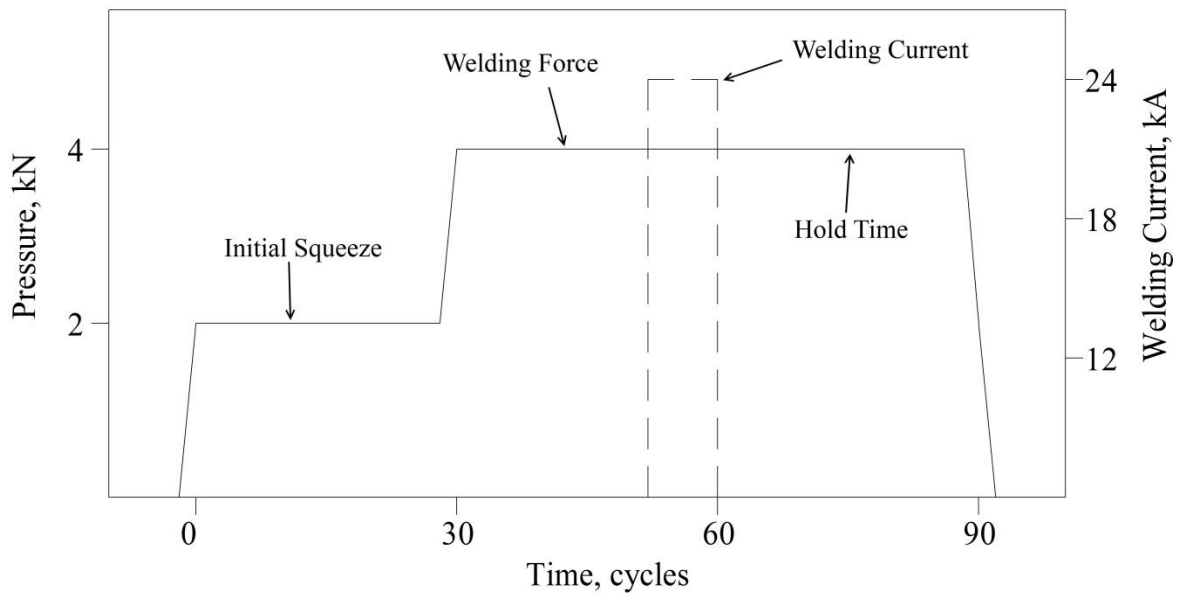 Welding Force
Welding Current
Initial Squeeze
Hold Time
Pressure, kN
4
2
24
18
12
Welding Current, kA
0
30
60
90
Time, cycles